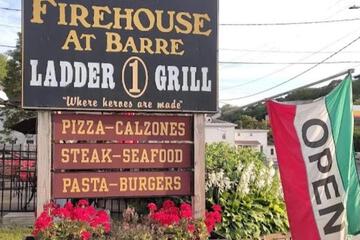 FIREHOUSE
AT BARRE
LADDER 1 GRILL
"Where heroes are made"
PIZZA-CALZONES
STEAK-SEAFOOD
PASTA-BURGERS
OPEN